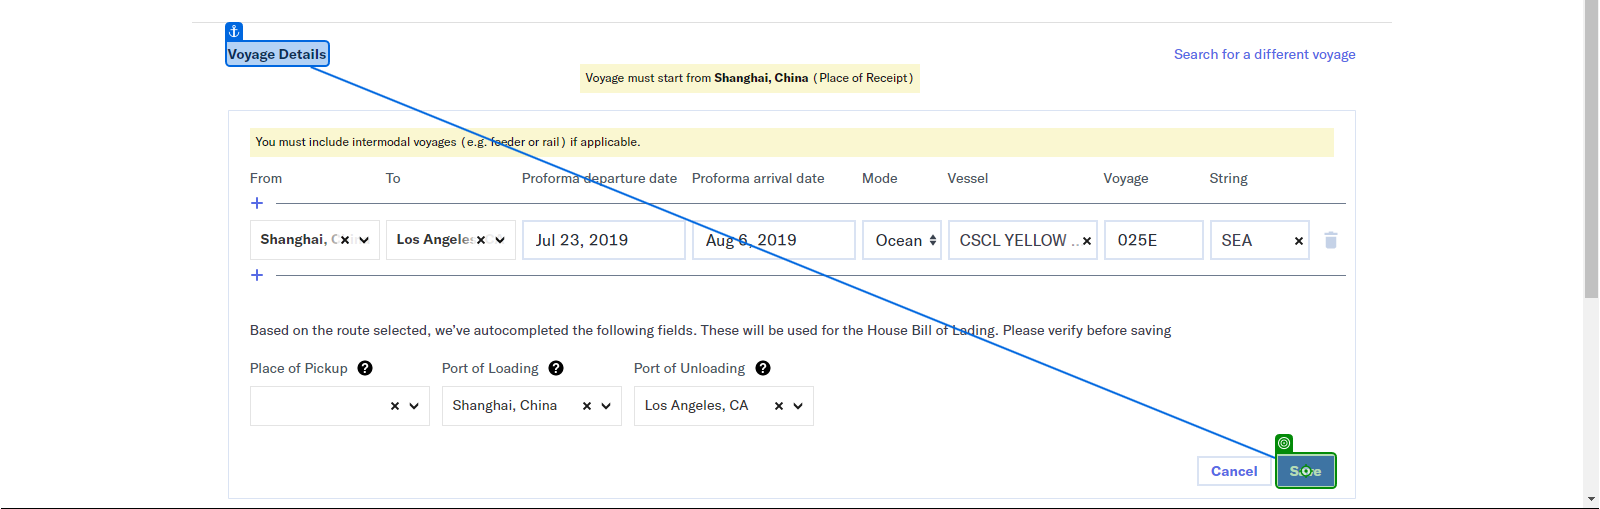 Voyage Details
Search for a different voyage
Voyage must start from Shanghai, China (Place of Receipt)
You must include intermodal voyages (e.g. feeder or rail) if applicable.
From To Proforma departure date Proforma arrival date Mode Vessel Voyage String
Shanghai, Los Angeles Jul 23, 2019 Aug 6, 2019 Ocean CSCL YELLOW .. 025E SEA
Based on the route selected, we've autocompleted the following fields. These will be used for the House Bill of Lading. Please verify before saving
Place of Pickup Port of Loading Port of Unloading
Shanghai, China Los Angeles, CA
Cancel Save